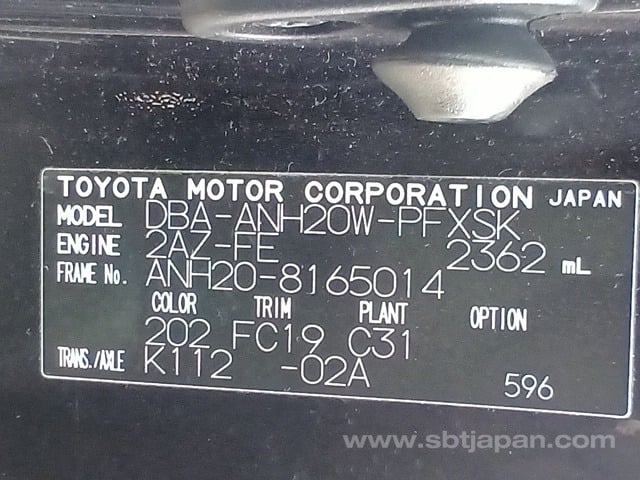 TOYOTA MOTOR CORPORATION JAPAN
MODEL DBA-ANH20W-PFXSK
ENGINE 2AZ-FE 2362 mL
FRAME No. ANH20-8165014
COLOR TRIM PLANT OPTION
202 FC19 C31
TRANS./AXLE K112 -02A 596
www.sbtjapan.com